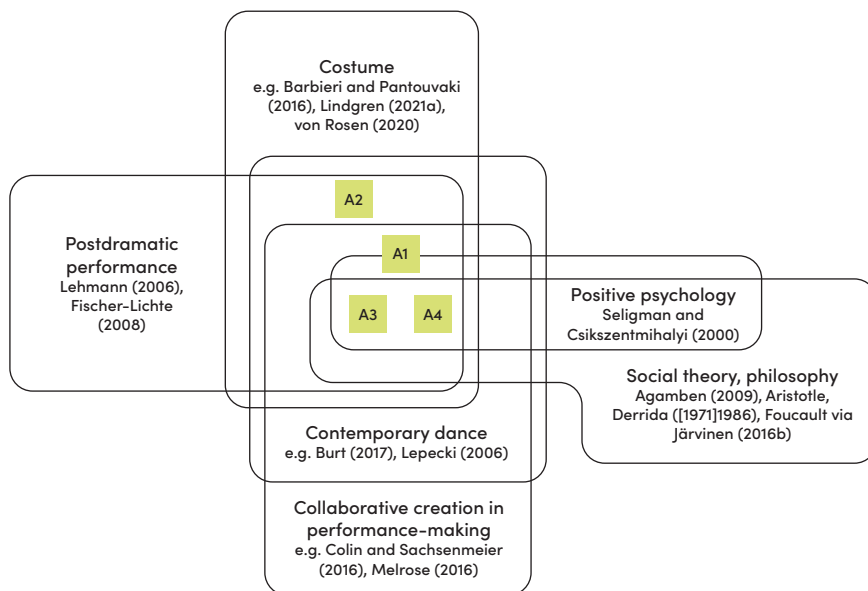 Costume
e.g. Barbieri and Pantouvaki
(2016), Lindgren (2021a),
von Rosen (2020)
A2
Postdramatic
performance
Lehmann (2006),
Fischer-Lichte
(2008)
A1
A3
A4
Positive psychology
Seligman and
Csikszentmihalyi (2000)
Social theory, philosophy
Agamben (2009), Aristotle,
Derrida ([1971]1986), Foucault via
Järvinen (2016b)
Contemporary dance
e.g. Burt (2017), Lepecki (2006)
Collaborative creation in
performance-making
e.g. Colin and Sachsenmeier
(2016), Melrose (2016)